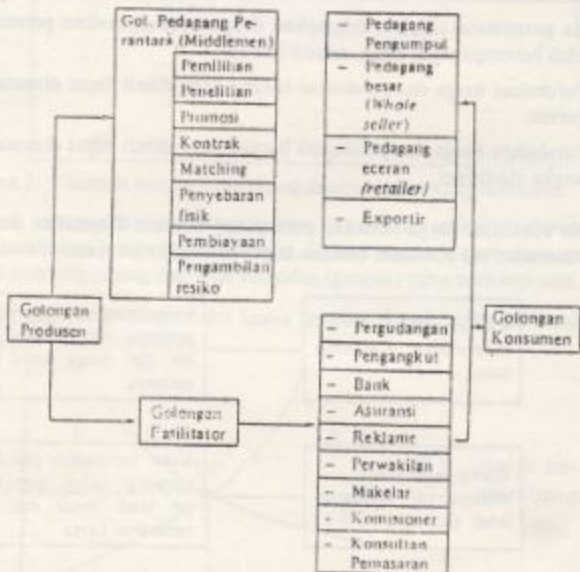 Gol. Pedagang Pe-
rantara (Middlemen)
Pemililian
Penelitian
Promosi
Kontrak
Matching
Penyebaran
fisik
Pembiayaan
Pengambilan
resiko
– Pedagang
Pengumpul
– Pedagang
besar
(Whole
seller)
Pedagang
eceran
(retailer)
– Exportir
Golongan
Produsen
Golongan
Konsumen
Golongan
Fatilitator
– Pergudangan
– Pengangkut
– Bank
– Asuransi
– Reklame
– Perwakilan
– Makelar
– Komisioner
– Konsultan
Pemasaran